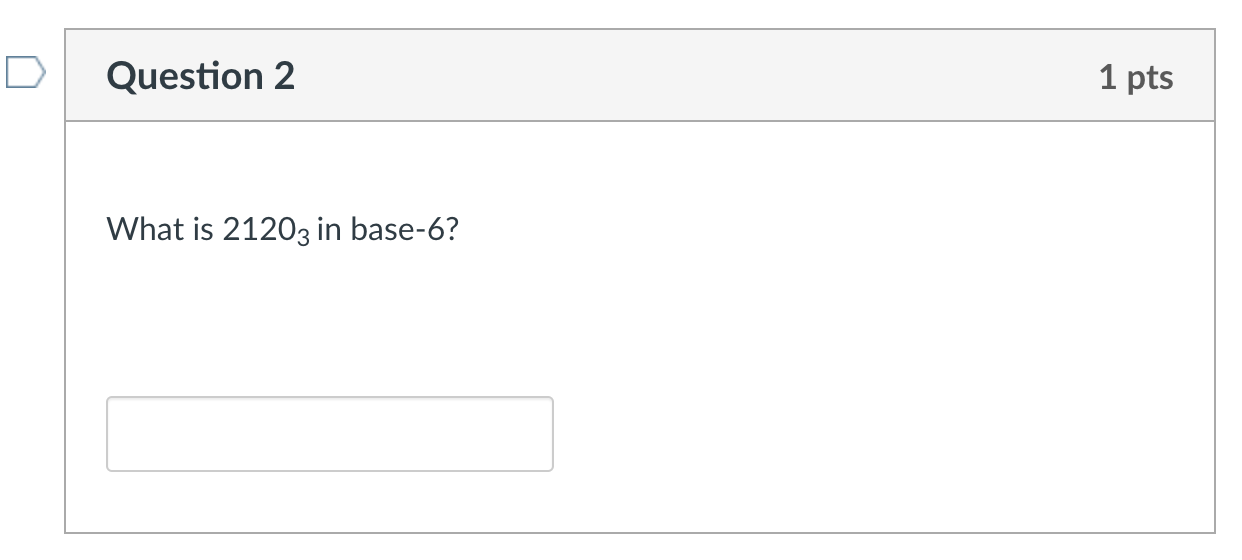 Question 2
1 pts
What is 2120₃ in base-6?